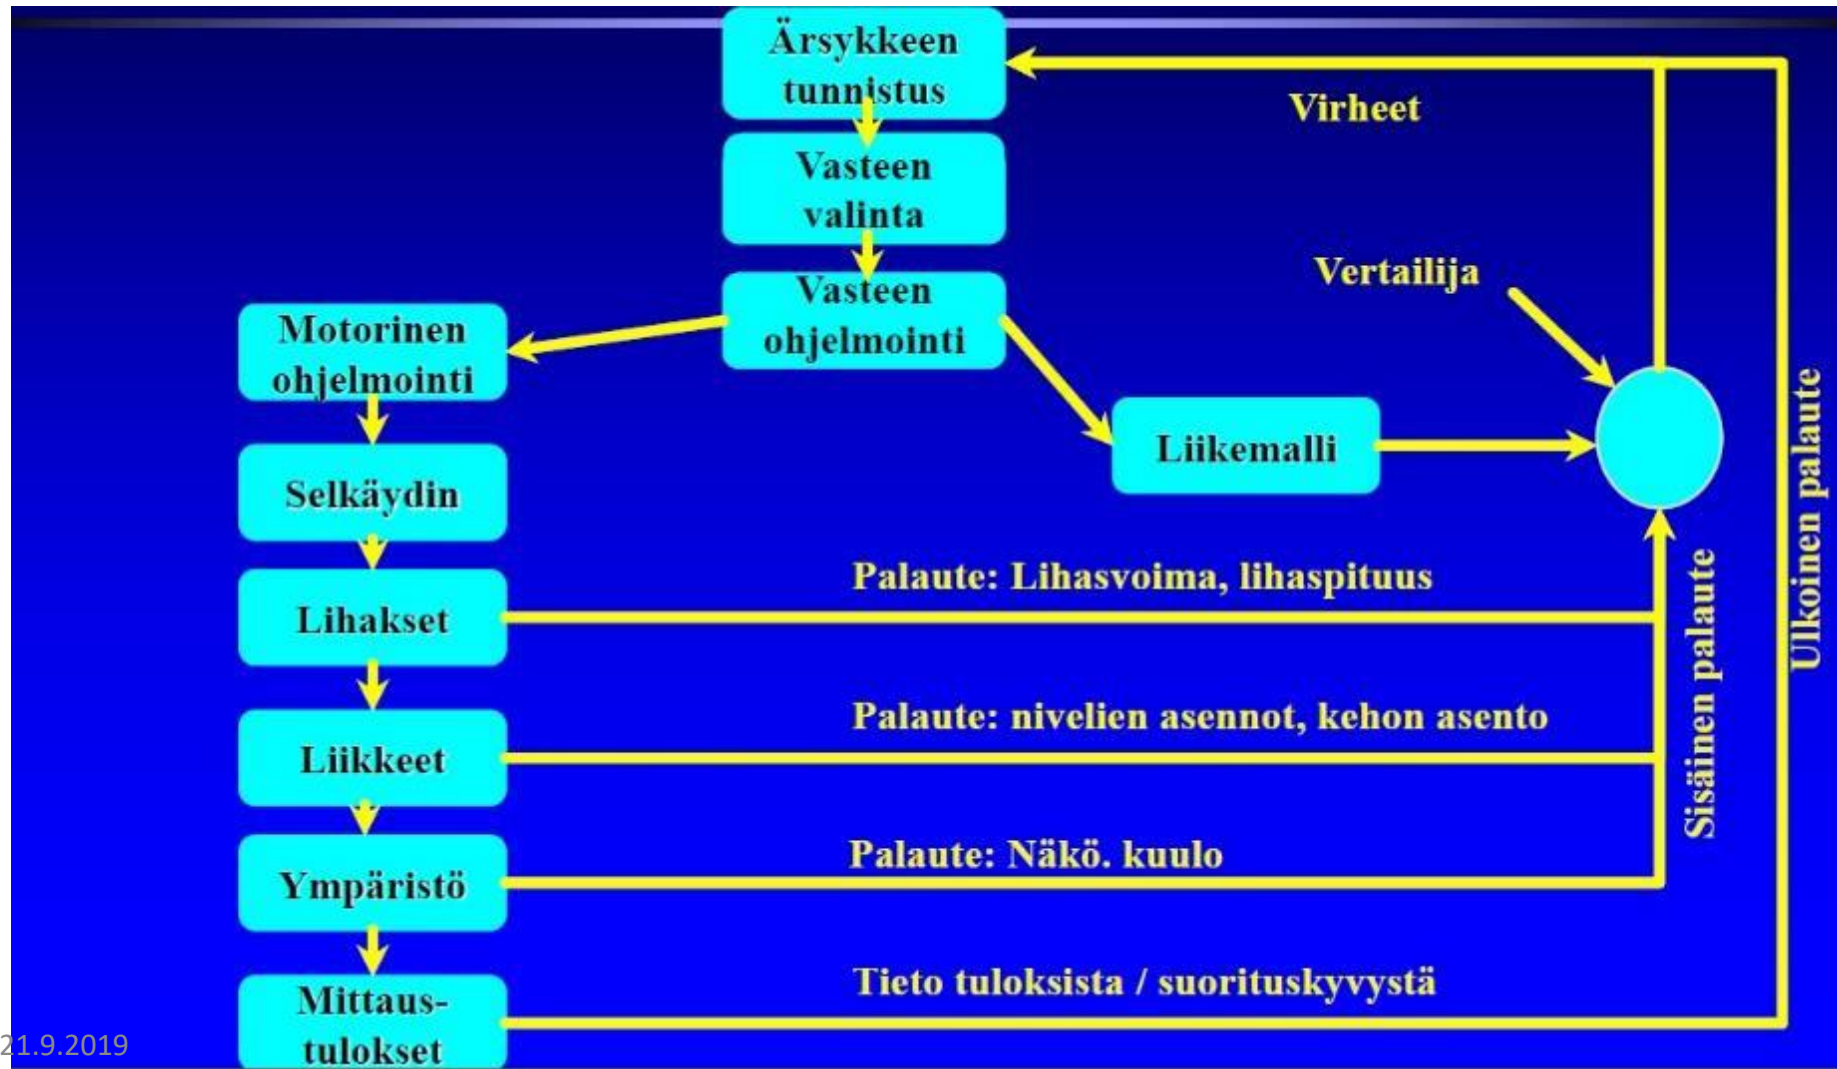 Ärsykkeen
tunnistus
Virheet
Vasteen
valinta
Vertailija
Vasteen
ohjelmointi
Motorinen
ohjelmointi
Liikemalli
Selkäydin
Ulkoinen palaute
Palaute: Lihasvoima, lihaspituus
Lihakset
Sisäinen palaute
Palaute: nivelien asennot, kehon asento
Liikkeet
Palaute: Näkö. kuulo
Ympäristö
Tieto tuloksista / suorituskyvystä
Mittaus-
tulokset
21.9.2019